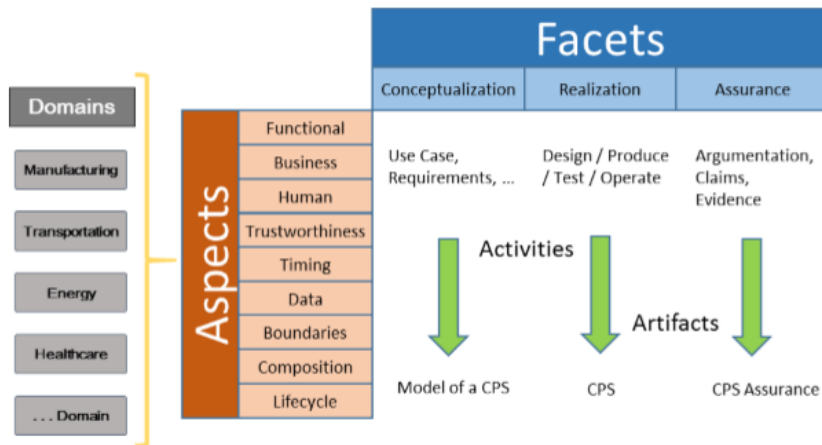 Facets
Conceptualization
Realization
Assurance
Domains
Manufacturing
Transportation
Energy
Healthcare
. . . Domain
Aspects
Functional
Business
Human
Trustworthiness
Timing
Data
Boundaries
Composition
Lifecycle
Use Case,
Requirements, ...
Design / Produce
/ Test / Operate
Argumentation,
Claims,
Evidence
Activities
Artifacts
Model of a CPS
CPS
CPS Assurance